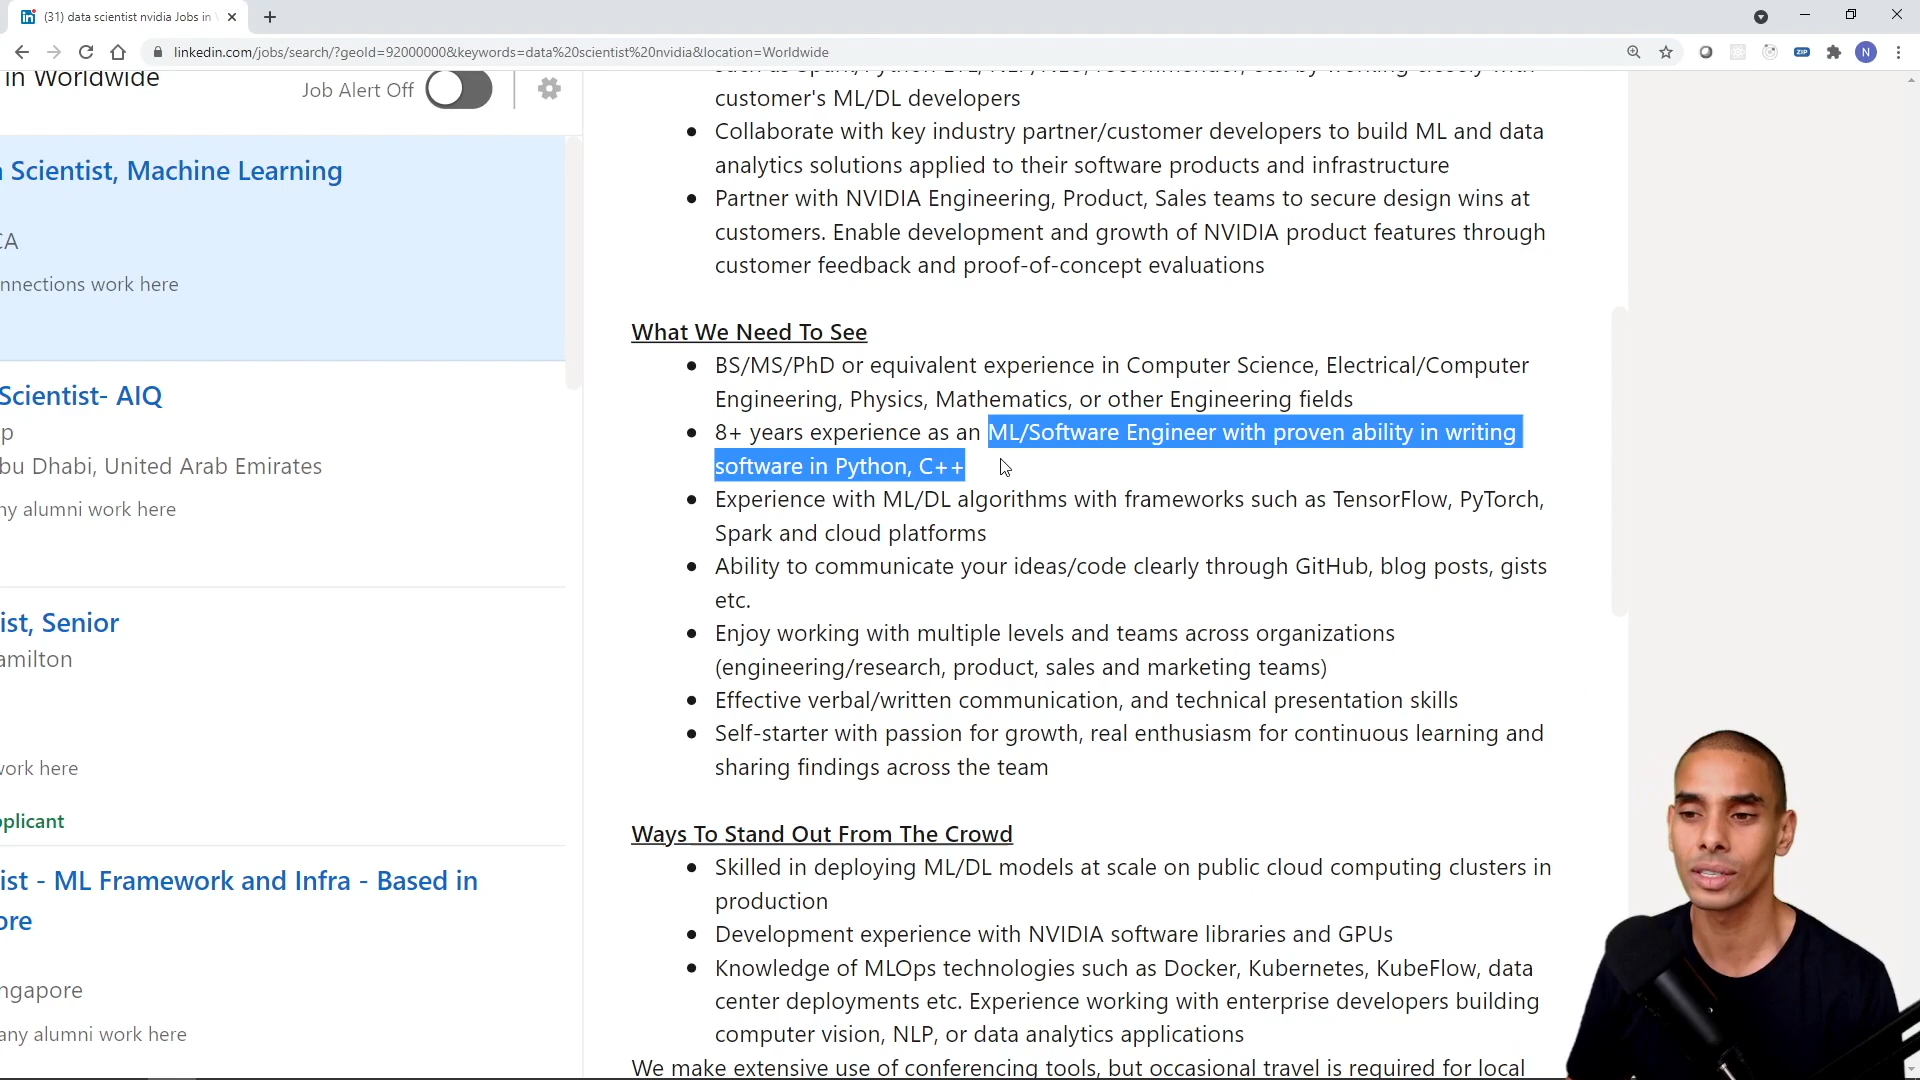 (31) data scientist nvidia Jobs in
linkedin.com/jobs/search/?geoId=92000000&keywords=data%20scientist%20nvidia&location=Worldwide
ZIP
N
in Worldwide
Job Alert Off
Scientist, Machine Learning
CA
nnections work here
Scientist- AIQ
p
bu Dhabi, United Arab Emirates
ny alumni work here
ist, Senior
amilton
work here
pplicant
ist - ML Framework and Infra - Based in
ore
ngapore
any alumni work here
customer's ML/DL developers
Collaborate with key industry partner/customer developers to build ML and data
analytics solutions applied to their software products and infrastructure
Partner with NVIDIA Engineering, Product, Sales teams to secure design wins at
customers. Enable development and growth of NVIDIA product features through
customer feedback and proof-of-concept evaluations
What We Need To See
BS/MS/PhD or equivalent experience in Computer Science, Electrical/Computer
Engineering, Physics, Mathematics, or other Engineering fields
8+ years experience as an ML/Software Engineer with proven ability in writing
software in Python, C++
Experience with ML/DL algorithms with frameworks such as TensorFlow, PyTorch,
Spark and cloud platforms
Ability to communicate your ideas/code clearly through GitHub, blog posts, gists
etc.
Enjoy working with multiple levels and teams across organizations
(engineering/research, product, sales and marketing teams)
Effective verbal/written communication, and technical presentation skills
Self-starter with passion for growth, real enthusiasm for continuous learning and
sharing findings across the team
Ways To Stand Out From The Crowd
Skilled in deploying ML/DL models at scale on public cloud computing clusters in
production
Development experience with NVIDIA software libraries and GPUs
Knowledge of MLOps technologies such as Docker, Kubernetes, KubeFlow, data
center deployments etc. Experience working with enterprise developers building
computer vision, NLP, or data analytics applications
We make extensive use of conferencing tools, but occasional travel is required for local